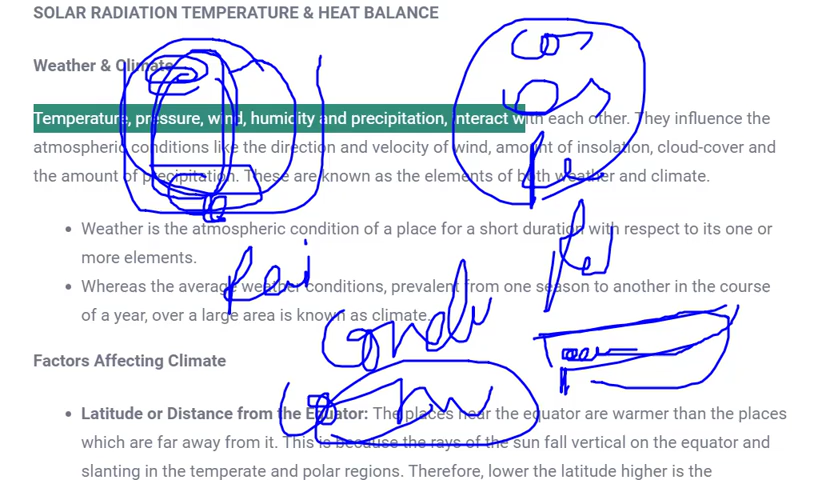 SOLAR RADIATION TEMPERATURE & HEAT BALANCE
Weather & Climate
Temperature, pressure, wind, humidity and precipitation, interact with each other. They influence the
atmospheric conditions like the direction and velocity of wind, amount of insolation, cloud-cover and
the amount of precipitation. These are known as the elements of both weather and climate.
Weather is the atmospheric condition of a place for a short duration with respect to its one or
more elements.
Whereas the average weather conditions, prevalent from one season to another in the course
of a year, over a large area is known as climate.
Factors Affecting Climate
Latitude or Distance from the Equator: The places near the equator are warmer than the places
which are far away from it. This is because the rays of the sun fall vertical on the equator and
slanting in the temperate and polar regions. Therefore, lower the latitude higher is the